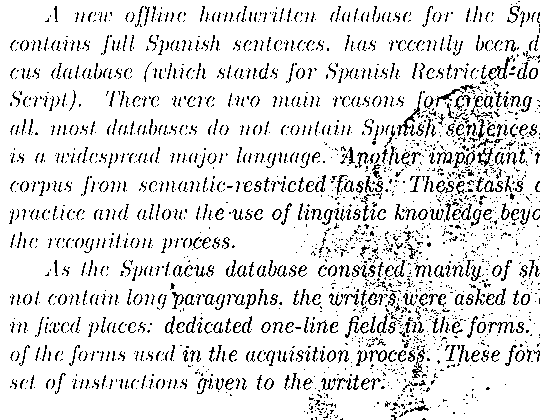 A new offline handwritten database for the Spa
contains full Spanish sentences, has recently been d
cus database (which stands for Spanish Restricted-do
Script). There were two main reasons for creating
all, most databases do not contain Spanish sentences,
is a widespread major language. Another important r
corpus from semantic-restricted tasks. These tasks a
practice and allow the use of linguistic knowledge beyo
the recognition process.
As the Spartacus database consisted mainly of sh
not contain long paragraphs, the writers were asked to
in fixed places: dedicated one-line fields in the forms.
of the forms used in the acquisition process. These for
set of instructions given to the writer.